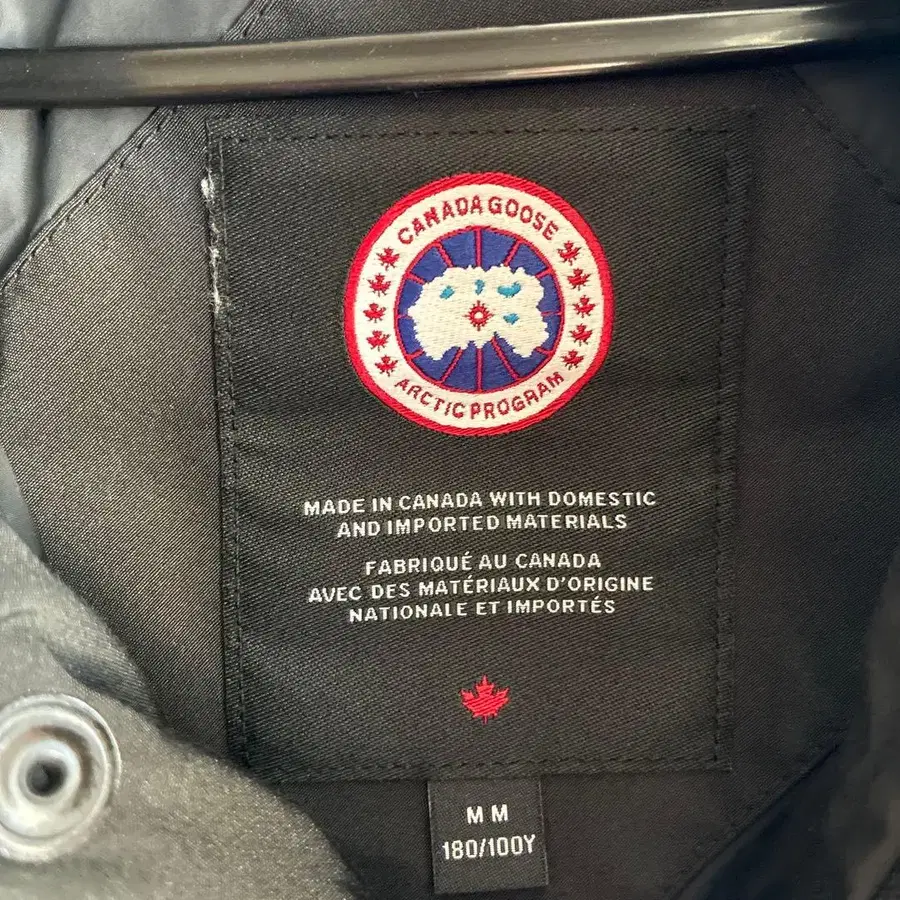 CANADA GOOSE
ARCTIC PROGRAM
MADE IN CANADA WITH DOMESTIC
AND IMPORTED MATERIALS
FABRIQUÉ AU CANADA
AVEC DES MATÉRIAUX D'ORIGINE
NATIONALE ET IMPORTÉS
M M
180/100Y